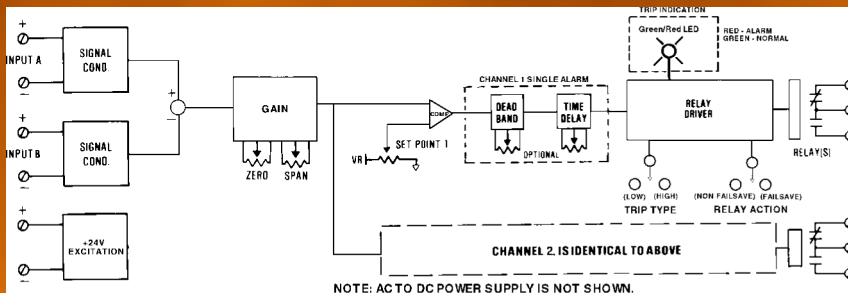 TRIP INDICATION
Green/Red LED
RED - ALARM
GREEN - NORMAL
+
INPUT A
−
SIGNAL
COND.
+
−
GAIN
ZERO
SPAN
COMP
SET POINT 1
VR
CHANNEL 1 SINGLE ALARM
DEAD
BAND
TIME
DELAY
OPTIONAL
RELAY
DRIVER
RELAY(S)
(LOW)
(HIGH)
TRIP TYPE
(NON FAILSAVE)
(FAILSAVE)
RELAY ACTION
+
INPUT B
−
SIGNAL
COND.
+
−
+24V
EXCITATION
CHANNEL 2, IS IDENTICAL TO ABOVE
NOTE: AC TO DC POWER SUPPLY IS NOT SHOWN.